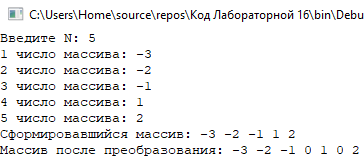 C:\Users\Home\source\repos\Код Лабораторной 16\bin\Debu
Введите N: 5
1 число массива: -3
2 число массива: -2
3 число массива: -1
4 число массива: 1
5 число массива: 2
Сформировавшийся массив: -3 -2 -1 1 2
Массив после преобразования: -3 -2 -1 0 1 0 2